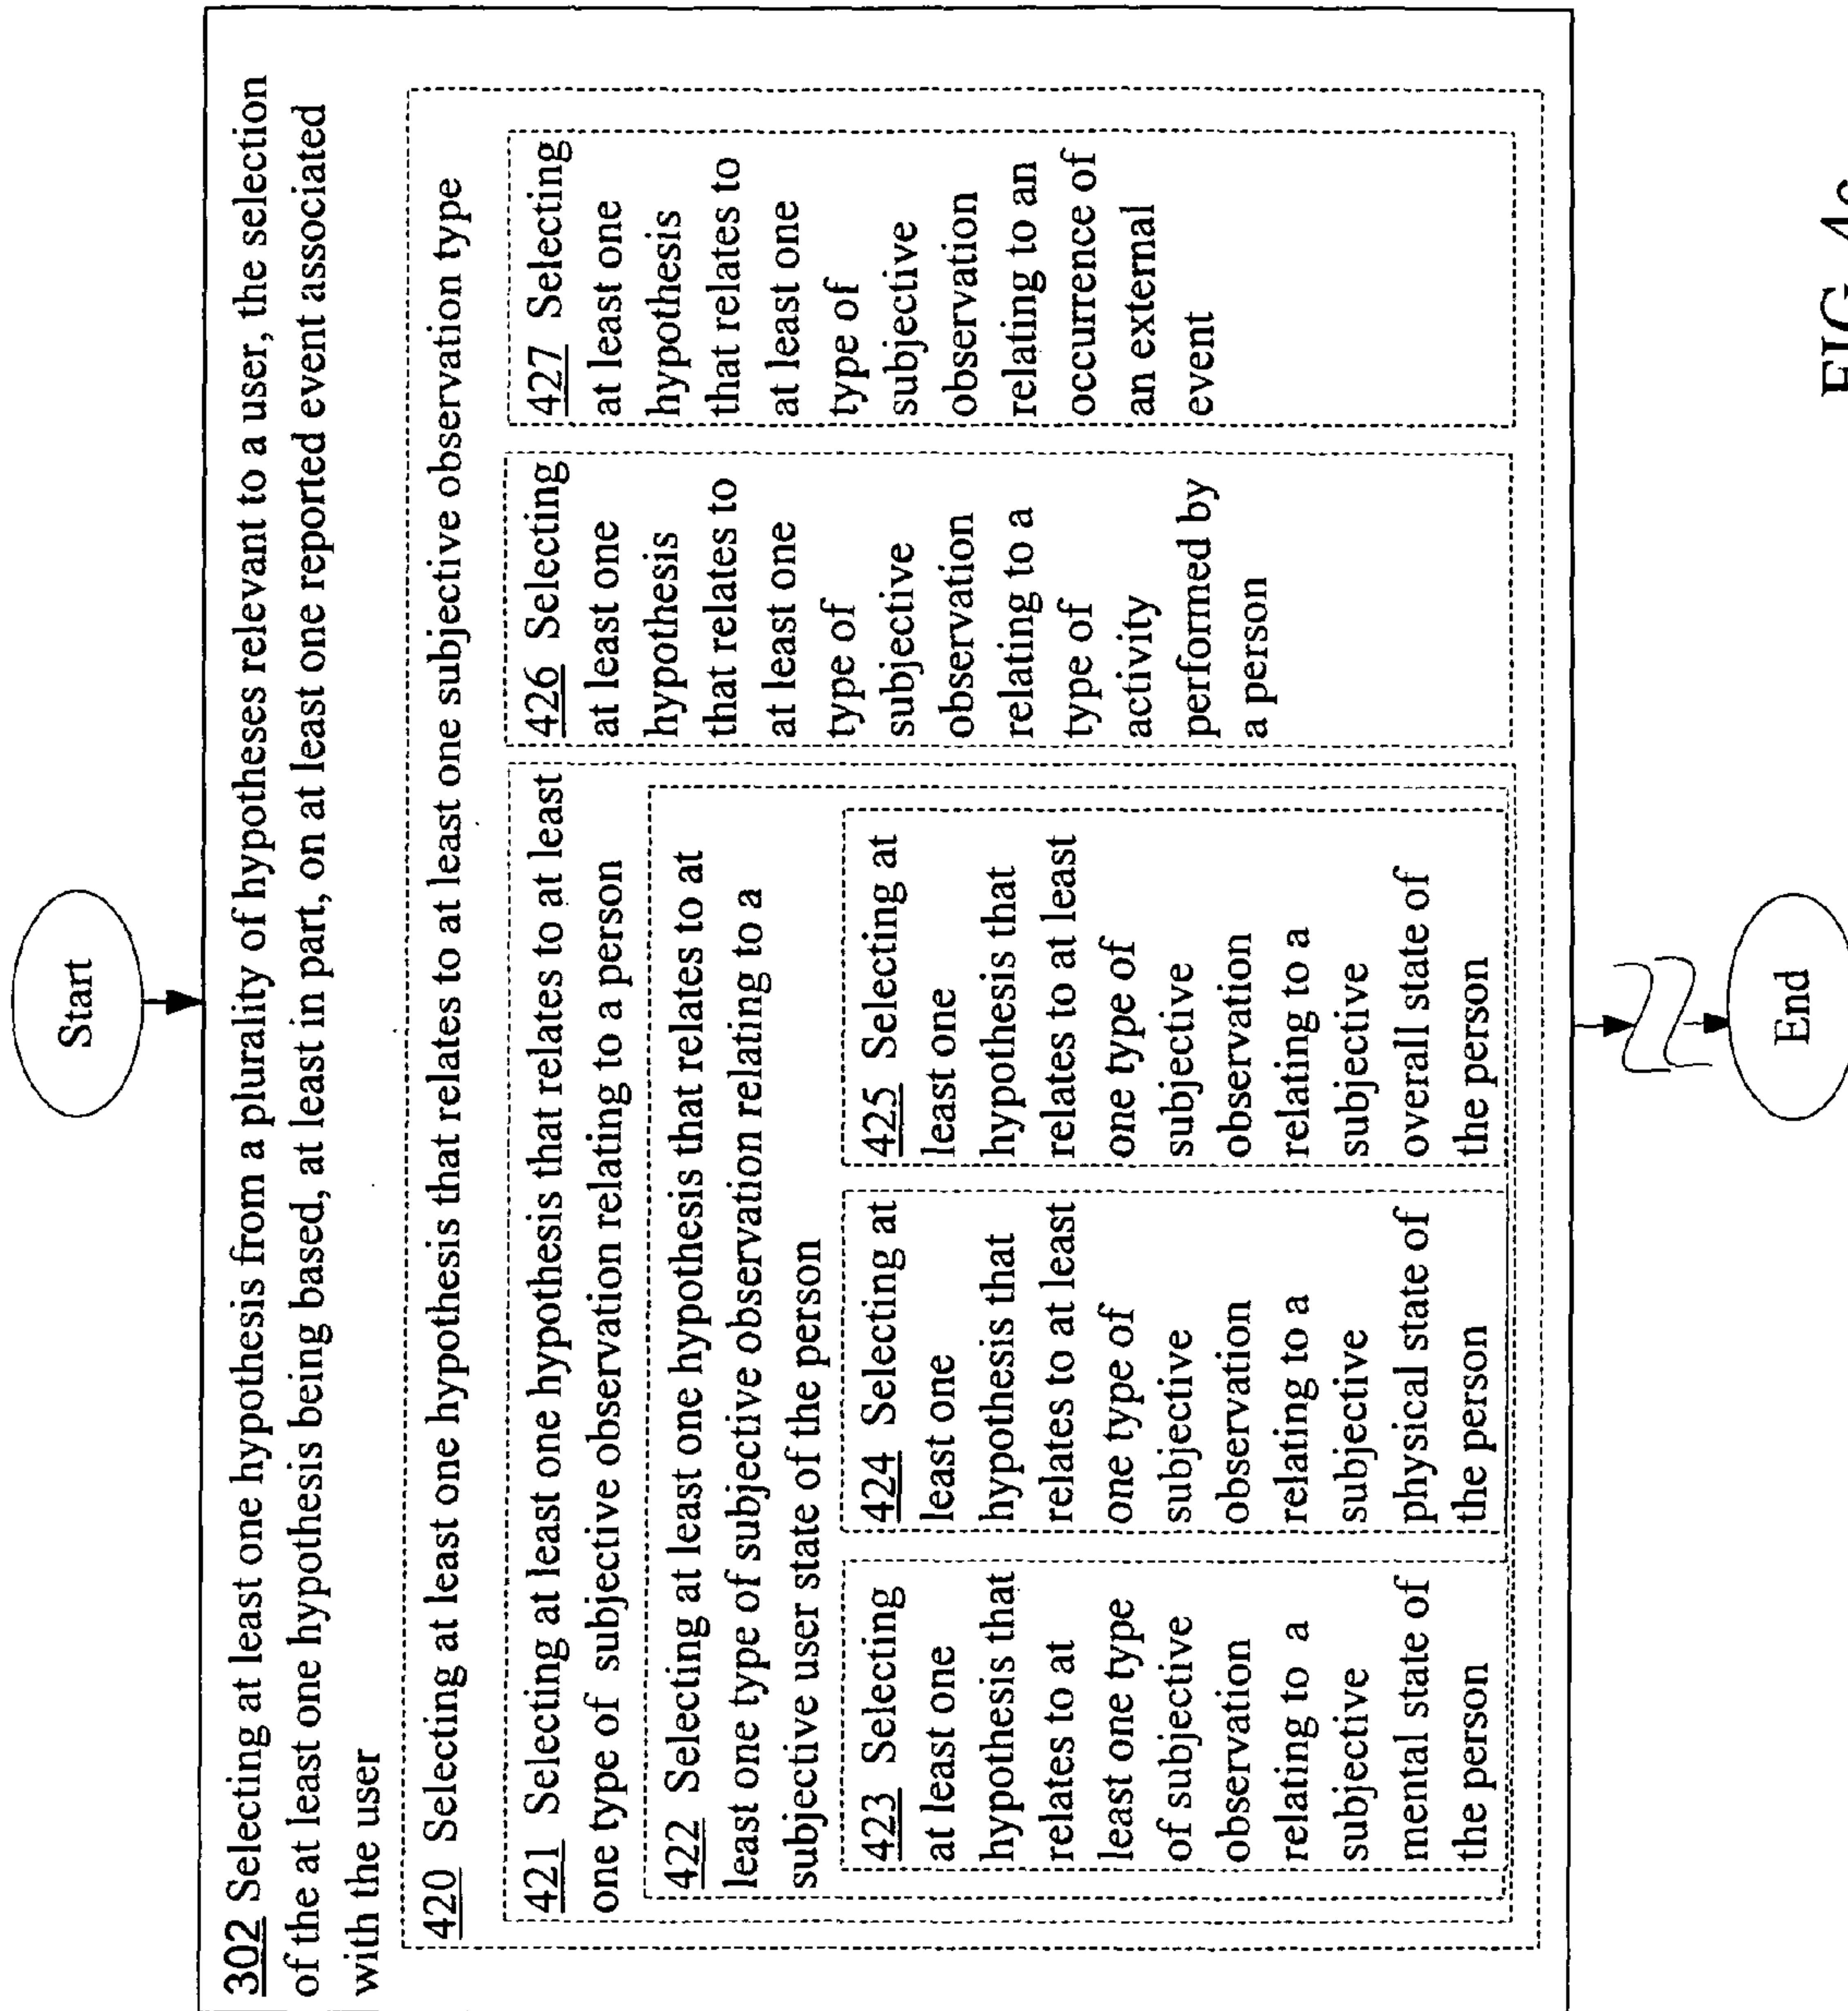 Start
302 Selecting at least one hypothesis from a plurality of hypotheses relevant to a user, the selection
of the at least one hypothesis being based, at least in part, on at least one reported event associated
with the user
420 Selecting at least one hypothesis that relates to at least one subjective observation type
421 Selecting at least one hypothesis that relates to at least
one type of subjective observation relating to a person
422 Selecting at least one hypothesis that relates to at
least one type of subjective observation relating to a
subjective user state of the person
423 Selecting
at least one
hypothesis that
relates to at
least one type
of subjective
observation
relating to a
subjective
mental state of
the person
424 Selecting at
least one
hypothesis that
relates to at least
one type of
subjective
observation
relating to a
subjective
physical state of
the person
425 Selecting at
least one
hypothesis that
relates to at least
one type of
subjective
observation
relating to a
subjective
overall state of
the person
426 Selecting
at least one
hypothesis
that relates to
at least one
type of
subjective
observation
relating to a
type of
activity
performed by
a person
427 Selecting
at least one
hypothesis
that relates to
at least one
type of
subjective
observation
relating to an
occurrence of
an external
event
End
FIG.